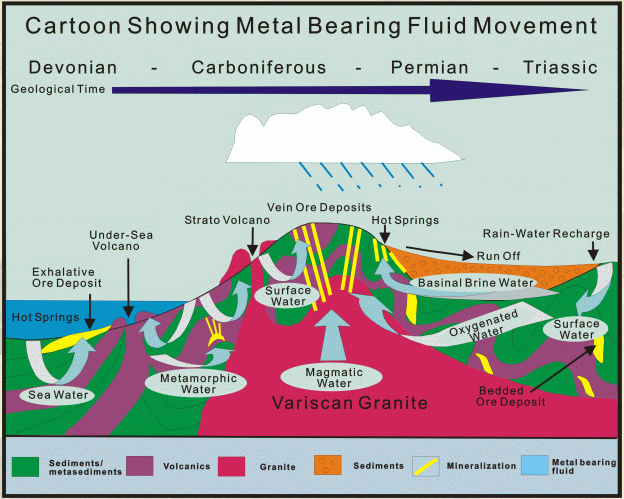 Cartoon Showing Metal Bearing Fluid Movement
Devonian - Carboniferous - Permian - Triassic
Geological Time
Vein Ore Deposits
Strato Volcano
Hot Springs
Under-Sea
Volcano
Rain-Water Recharge
Run Off
Exhalative
Ore Deposit
Basinal Brine Water
Surface
Water
Hot Springs
Oxygenated
Water
Surface
Water
Sea Water
Metamorphic
Water
Magmatic
Water
Bedded
Ore Deposit
Variscan Granite
Sediments/
metasediments
Volcanics
Granite
Sediments
Mineralization
Metal bearing
fluid